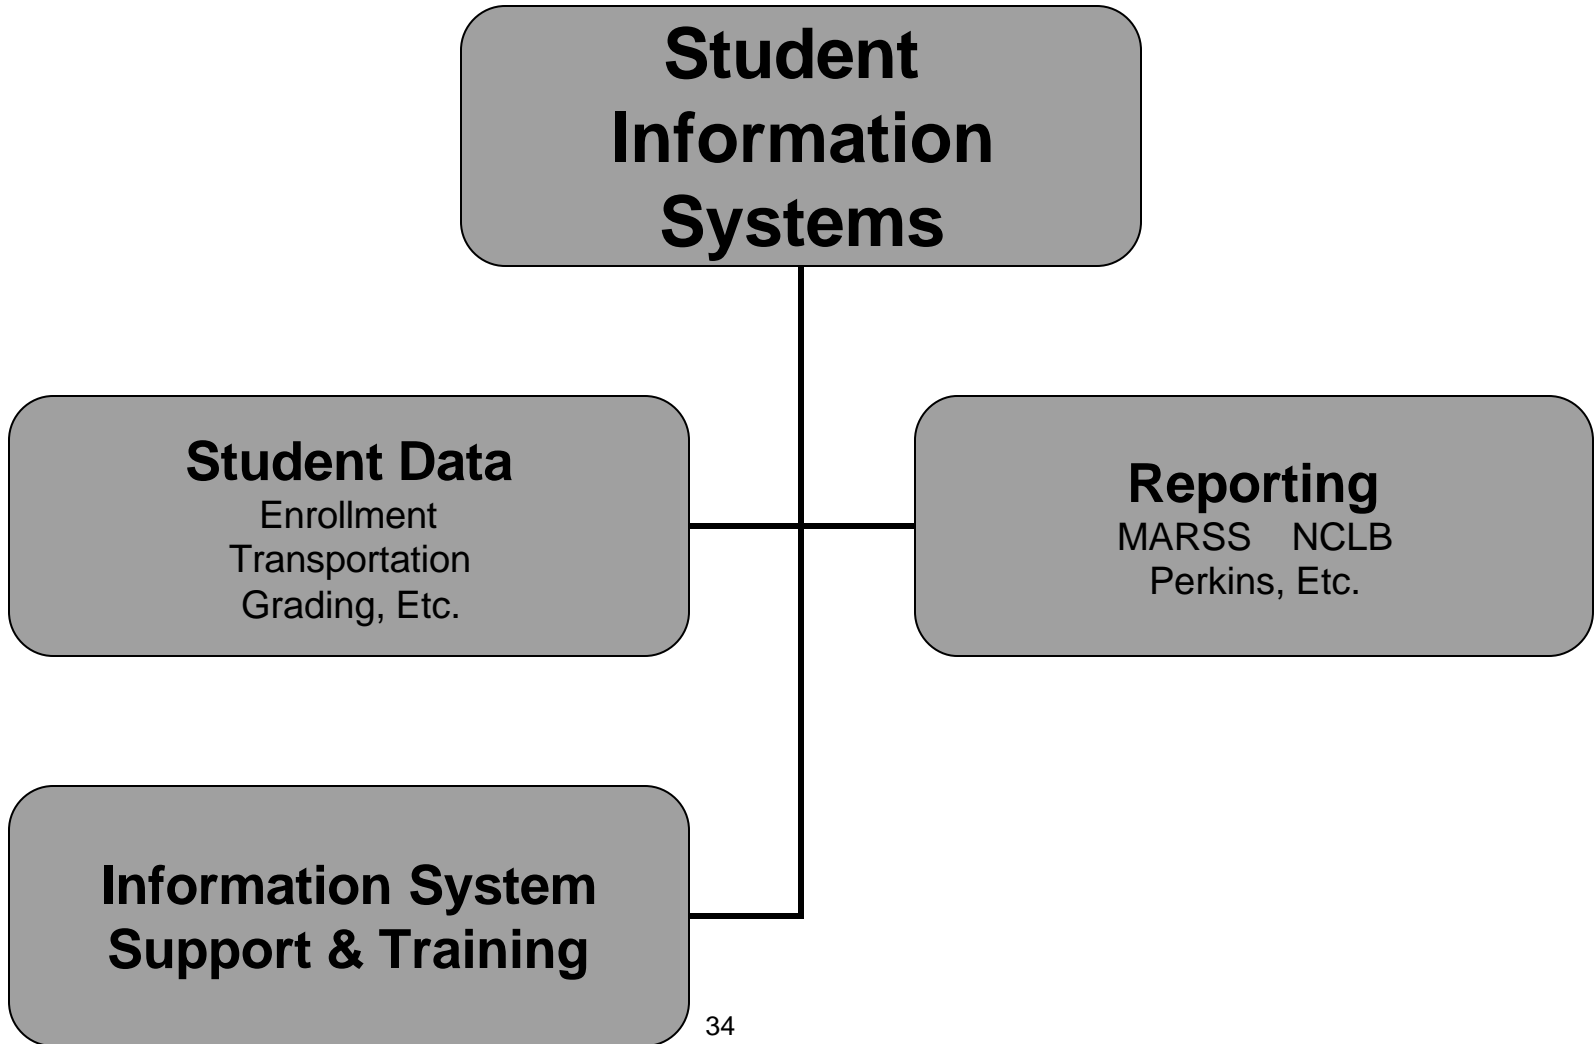 Student
Information
Systems
Student Data
Enrollment
Transportation
Grading, Etc.
Reporting
MARSS NCLB
Perkins, Etc.
Information System
Support & Training
34